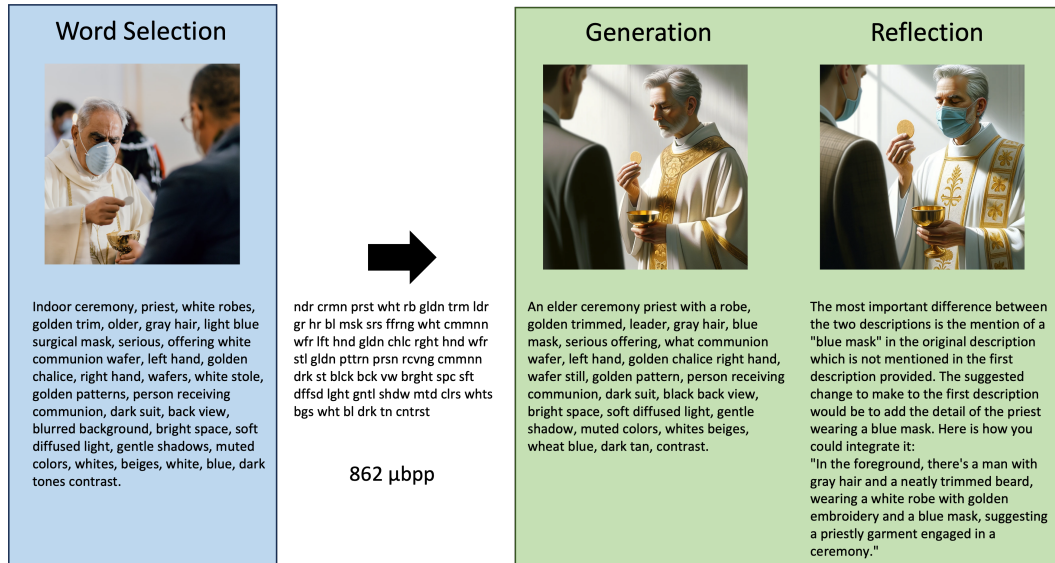 Word Selection
Indoor ceremony, priest, white robes,
golden trim, older, gray hair, light blue
surgical mask, serious, offering white
communion wafer, left hand, golden
chalice, right hand, wafers, white stole,
golden patterns, person receiving
communion, dark suit, back view,
blurred background, bright space, soft
diffused light, gentle shadows, muted
colors, whites, beiges, white, blue, dark
tones contrast.
ndr crmn prst wht rb gldn trm ldr
gr hr bl msk srs ffrng wht cmmnn
wfr lft hnd gldn chlc rght hnd wfr
stl gldn pttrn prsn rcvng cmmnn
drk st blck bck vw brght spc sft
dffsd lght gntl shdw mtd clrs whts
bgs wht bl drk tn cntrst
862 µbpp
Generation
An elder ceremony priest with a robe,
golden trimmed, leader, gray hair, blue
mask, serious offering, what communion
wafer, left hand, golden chalice right hand,
wafer still, golden pattern, person receiving
communion, dark suit, black back view,
bright space, soft diffused light, gentle
shadow, muted colors, whites beiges,
wheat blue, dark tan, contrast.
Reflection
The most important difference between
the two descriptions is the mention of a
"blue mask" in the original description
which is not mentioned in the first
description provided. The suggested
change to make to the first description
would be to add the detail of the priest
wearing a blue mask. Here is how you
could integrate it:
"In the foreground, there's a man with
gray hair and a neatly trimmed beard,
wearing a white robe with golden
embroidery and a blue mask, suggesting
a priestly garment engaged in a
ceremony."